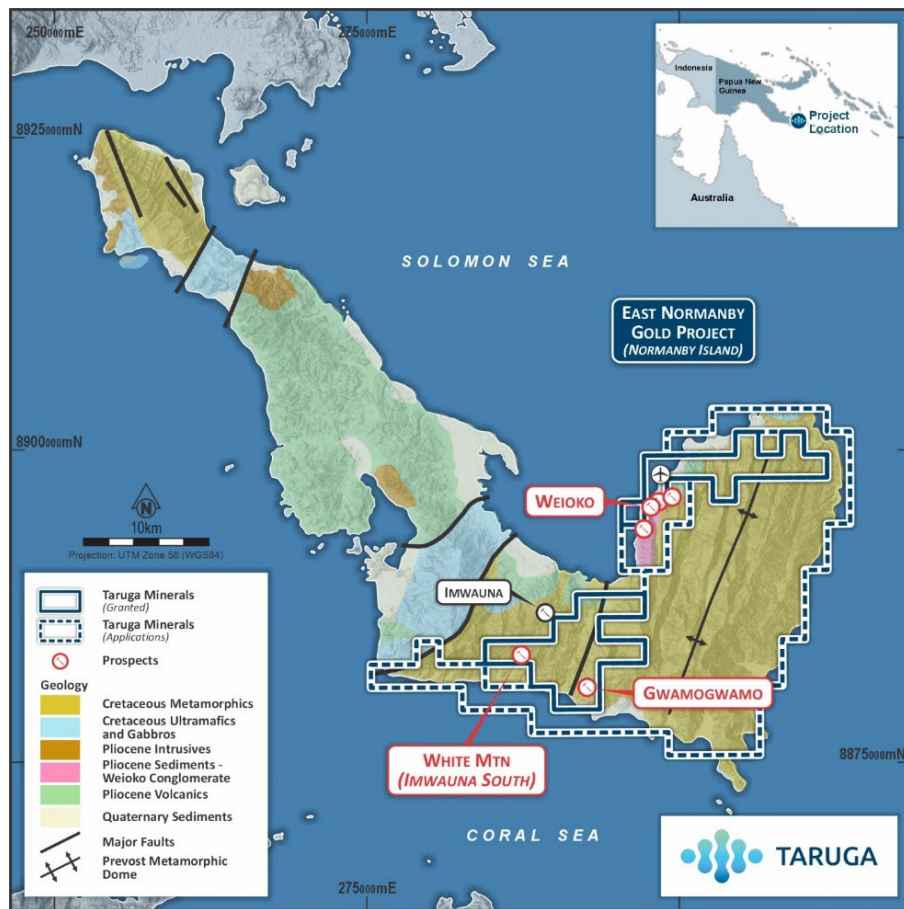 250000mE
275000mE
8925000mN
8900000mN
8875000mN
275000mE
Indonesia
Papua New
Guinea
Project
Location
Australia
SOLOMON SEA
EAST NORMANBY
GOLD PROJECT
(NORMANBY ISLAND)
WEIOKO
IMWAUNA
GWAMOGWAMO
WHITE MTN
(IMWAUNA SOUTH)
CORAL SEA
N
10km
Projection: UTM Zone 56 (WGS84)
Taruga Minerals
(Granted)
Taruga Minerals
(Applications)
Prospects
Geology
Cretaceous Metamorphics
Cretaceous Ultramafics
and Gabbros
Pliocene Intrusives
Pliocene Sediments -
Weioko Conglomerate
Pliocene Volcanics
Quaternary Sediments
Major Faults
Prevost Metamorphic
Dome
TARUGA